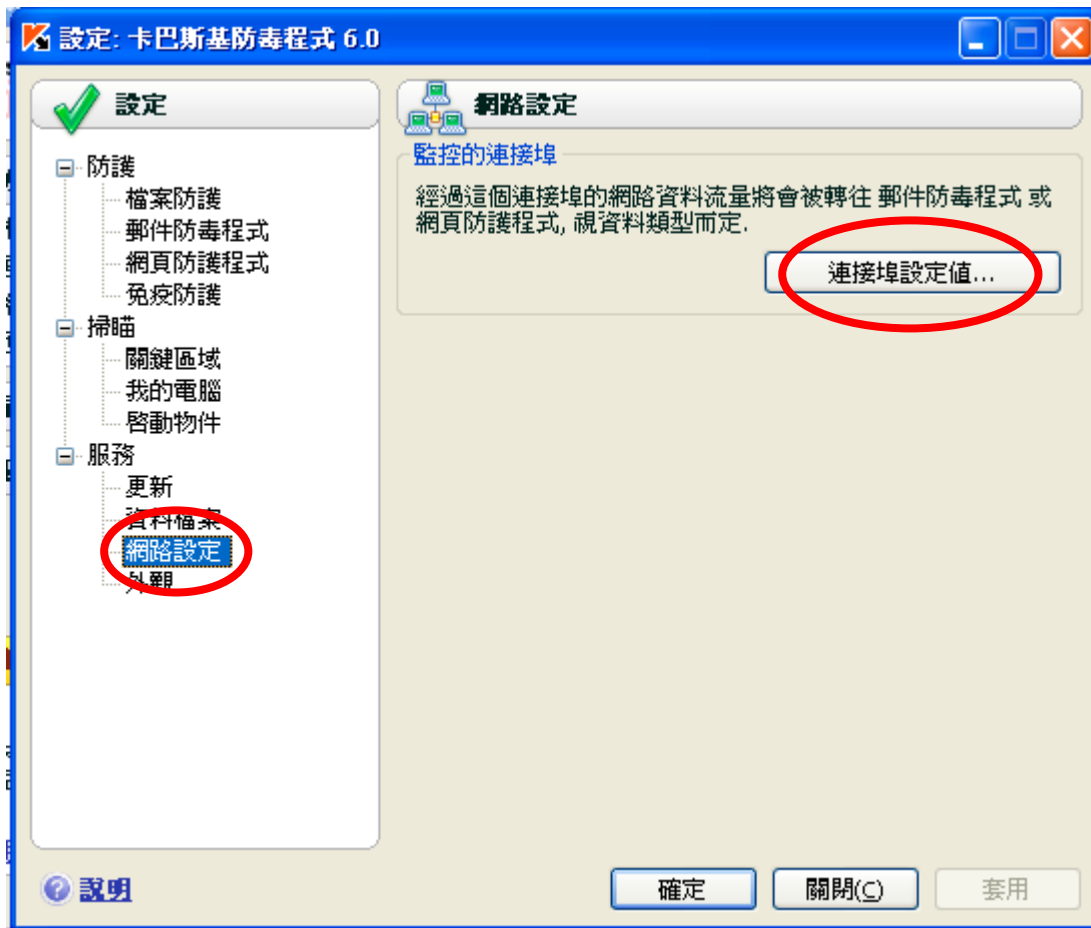 設定: 卡巴斯基防毒程式 6.0
設定
防護
檔案防護
郵件防毒程式
網頁防護程式
免疫防護
掃瞄
關鍵區域
我的電腦
啓動物件
服務
更新
資料檔案
網路設定
外觀
網路設定
監控的連接埠
經過這個連接埠的網路資料流量將會被轉往 郵件防毒程式 或
網頁防護程式, 視資料類型而定.
連接埠設定值...
說明
確定
關閉(C)
套用